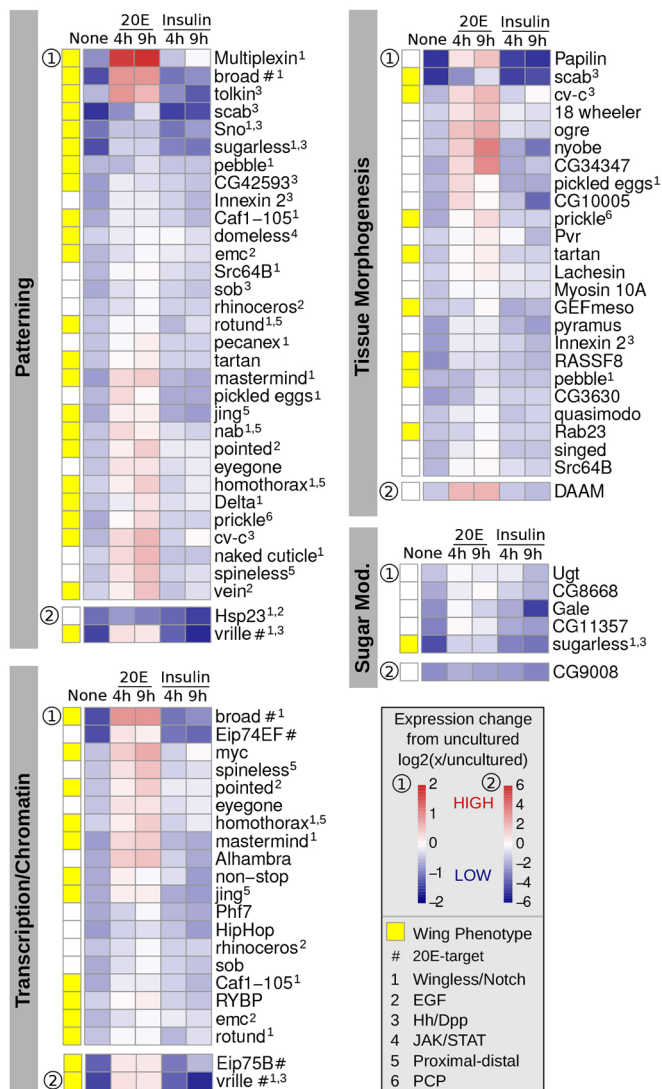 Patterning
20E Insulin
None 4h 9h 4h 9h
① Multiplexin¹
broad #¹
tolkin³
scab³
Sno¹,³
sugarless¹,³
pebble¹
CG42593³
Innexin 2³
Caf1−105¹
domeless⁴
emc²
Src64B¹
sob³
rhinoceros²
rotund¹,⁵
pecanex¹
tartan
mastermind¹
pickled eggs¹
jing⁵
nab¹,⁵
pointed²
eyegone
homothorax¹,⁵
Delta¹
prickle⁶
cv-c³
naked cuticle¹
spineless⁵
vein²
② Hsp23¹,²
vrille #¹,³
Transcription/Chromatin
20E Insulin
None 4h 9h 4h 9h
① broad #¹
Eip74EF#
myc
spineless⁵
pointed²
eyegone
homothorax¹,⁵
mastermind¹
Alhambra
non−stop
jing⁵
Phf7
HipHop
rhinoceros²
sob
Caf1−105¹
RYBP
emc²
rotund¹
Eip75B#
② vrille #¹,³
Tissue Morphogenesis
20E Insulin
None 4h 9h 4h 9h
① Papilin
scab³
cv-c³
18 wheeler
ogre
nyobe
CG34347
pickled eggs¹
CG10005
prickle⁶
Pvr
tartan
Lachesin
Myosin 10A
GEFmeso
pyramus
Innexin 2³
RASSF8
pebble¹
CG3630
quasimodo
Rab23
singed
Src64B
② DAAM
Sugar Mod.
20E Insulin
None 4h 9h 4h 9h
① Ugt
CG8668
Gale
CG11357
sugarless¹,³
② CG9008
Expression change
from uncultured
log2(x/uncultured)
① 2 ② 6
HIGH
4
1
2
0 0
−2
−1 LOW
−4
−2 −6
Wing Phenotype
# 20E-target
1 Wingless/Notch
2 EGF
3 Hh/Dpp
4 JAK/STAT
5 Proximal-distal
6 PCP